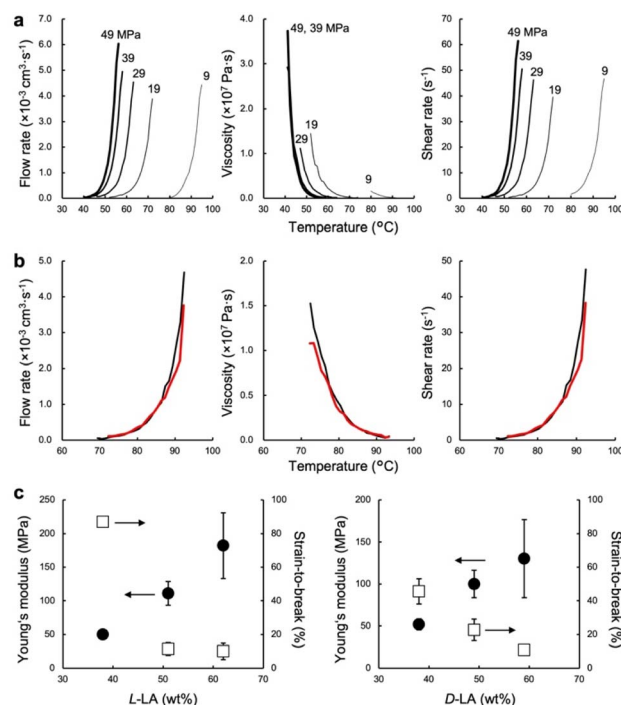 a
Flow rate (×10⁻³ cm³·s⁻¹)
7.0
6.0
5.0
4.0
3.0
2.0
1.0
0.0
49 MPa
39
29
19
9
30 40 50 60 70 80 90 100
Viscosity (×10⁷ Pa·s)
4.0
3.0
2.0
1.0
0.0
49, 39 MPa
29
19
9
30 40 50 60 70 80 90 100
Temperature (°C)
Shear rate (s⁻¹)
70
60
50
40
30
20
10
0
49 MPa
39
29
19
9
30 40 50 60 70 80 90 100
b
Flow rate (×10⁻³ cm³·s⁻¹)
5.0
4.0
3.0
2.0
1.0
0.0
60 70 80 90 100
Viscosity (×10⁷ Pa·s)
2.0
1.5
1.0
0.5
0.0
60 70 80 90 100
Temperature (°C)
Shear rate (s⁻¹)
50
40
30
20
10
0
60 70 80 90 100
c
Young's modulus (MPa)
250
200
150
100
50
0
30 40 50 60 70
L-LA (wt%)
100
80
60
40
20
0
Strain-to-break (%)
Young's modulus (MPa)
200
150
100
50
0
30 40 50 60 70
D-LA (wt%)
100
80
60
40
20
0
Strain-to-break (%)